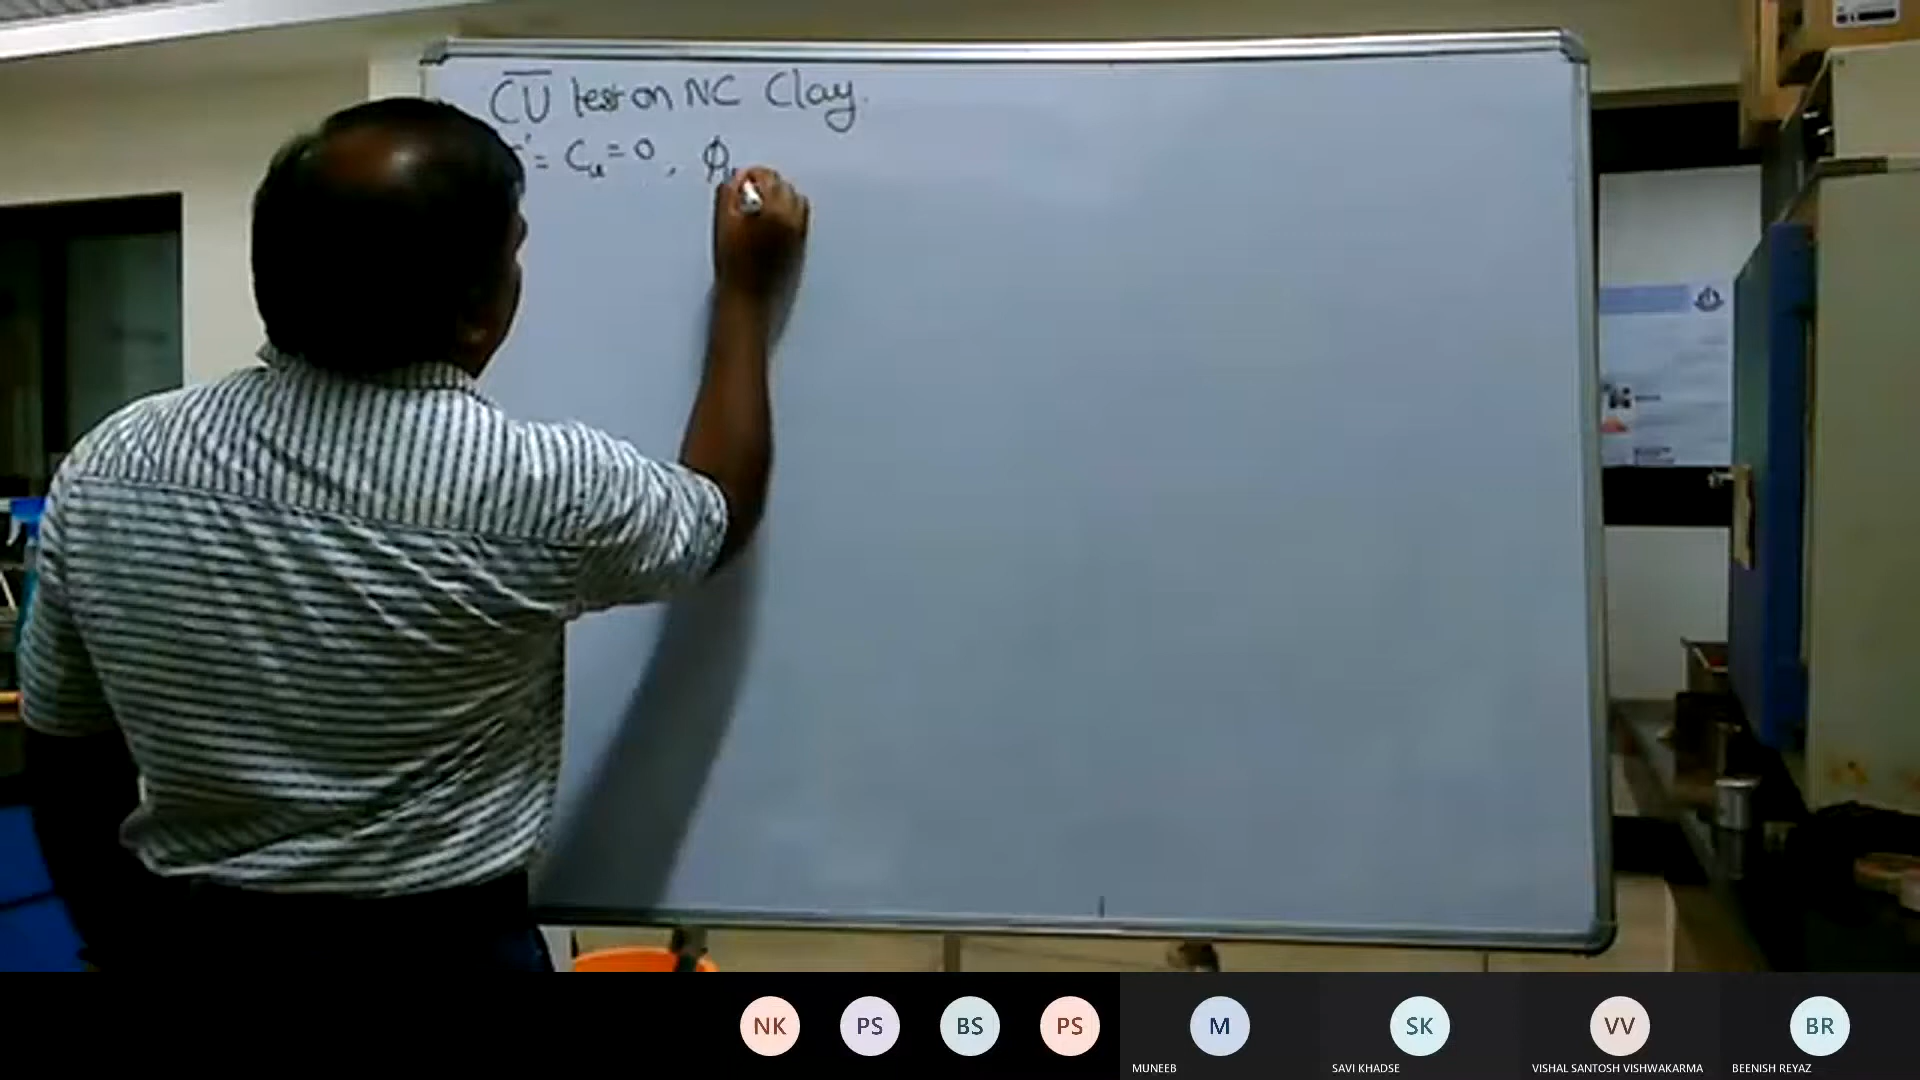 C̅U̅ test on NC Clay.
' = Cu = 0 , ϕ
NK
PS
BS
PS
M
SK
VV
BR
MUNEEB
SAVI KHADSE
VISHAL SANTOSH VISHWAKARMA
BEENISH REYAZ